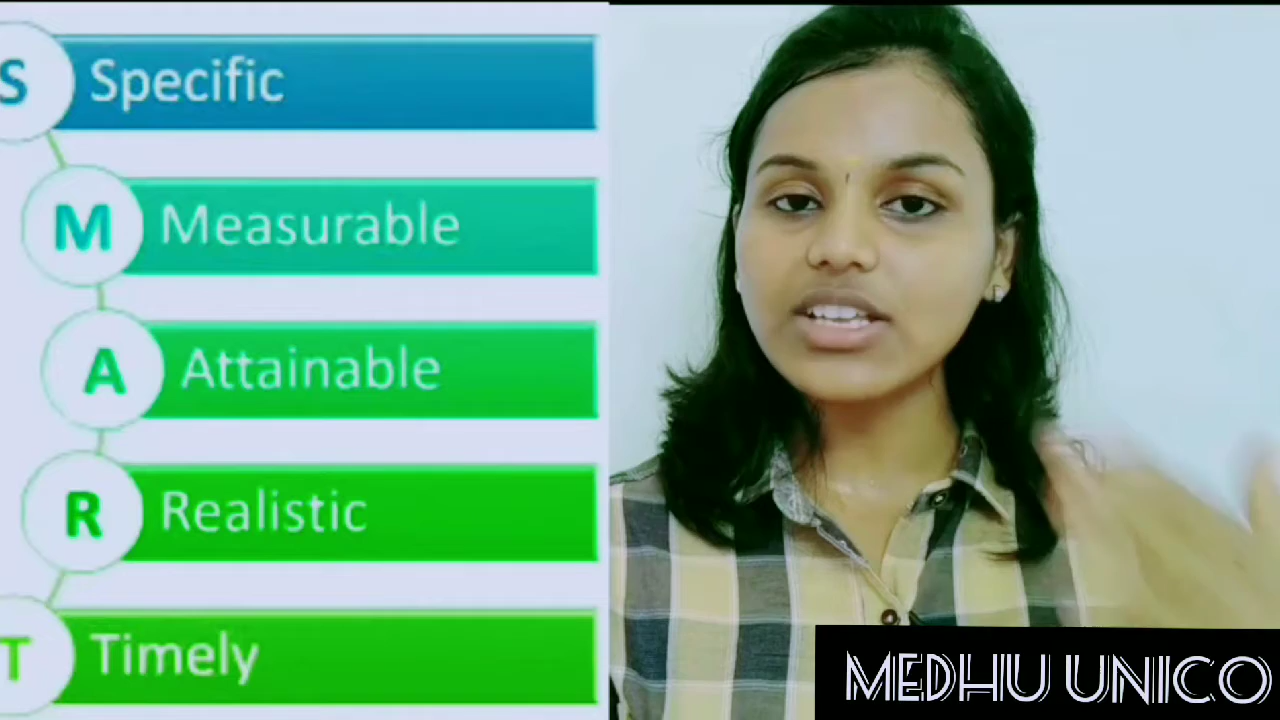 S Specific
M Measurable
A Attainable
R Realistic
T Timely
MEDHU UNICO